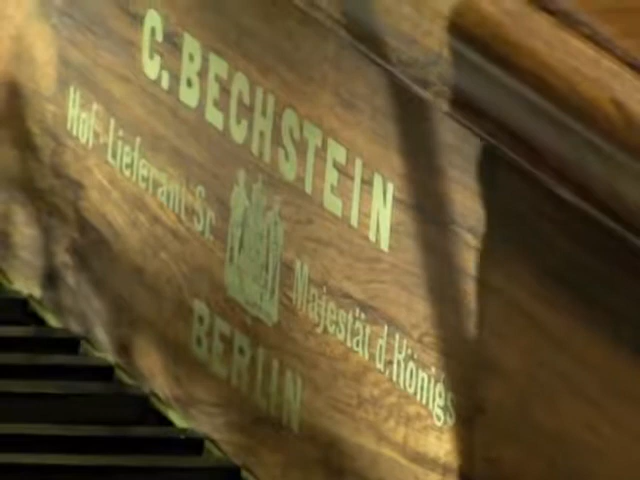 C. BECHSTEIN
Hof-Lieferant Sr. Majestät d. Königs
BERLIN